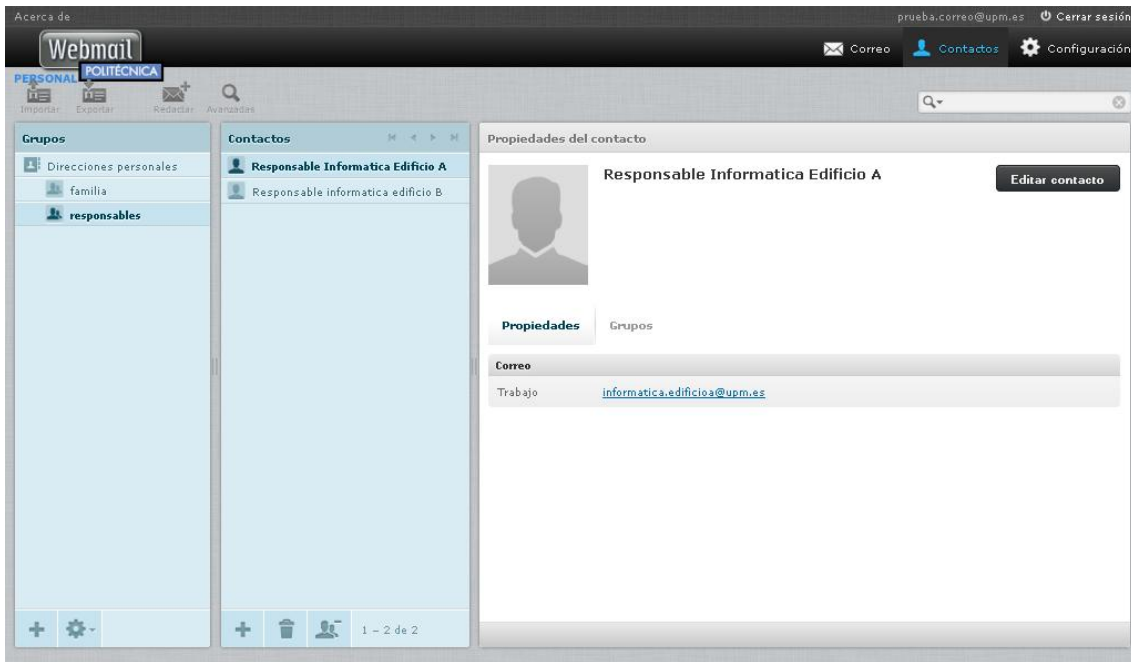 Acerca de
prueba.correo@upm.es Cerrar sesión
Webmail
POLITÉCNICA
PERSONAL
Correo Contactos Configuración
Importar Exportar Redactar Avanzadas
Grupos
Direcciones personales
familia
responsables
Contactos
Responsable Informatica Edificio A
Responsable informatica edificio B
1 – 2 de 2
Propiedades del contacto
Responsable Informatica Edificio A
Editar contacto
Propiedades Grupos
Correo
Trabajo informatica.edificioa@upm.es